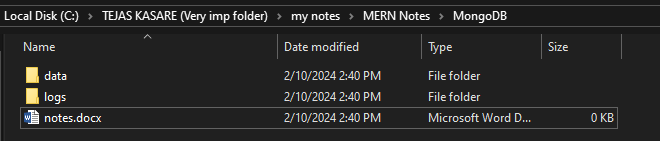 Local Disk (C:) > TEJAS KASARE (Very imp folder) > my notes > MERN Notes > MongoDB
Name Date modified Type Size
data 2/10/2024 2:40 PM File folder
logs 2/10/2024 2:40 PM File folder
notes.docx 2/10/2024 2:40 PM Microsoft Word D... 0 KB